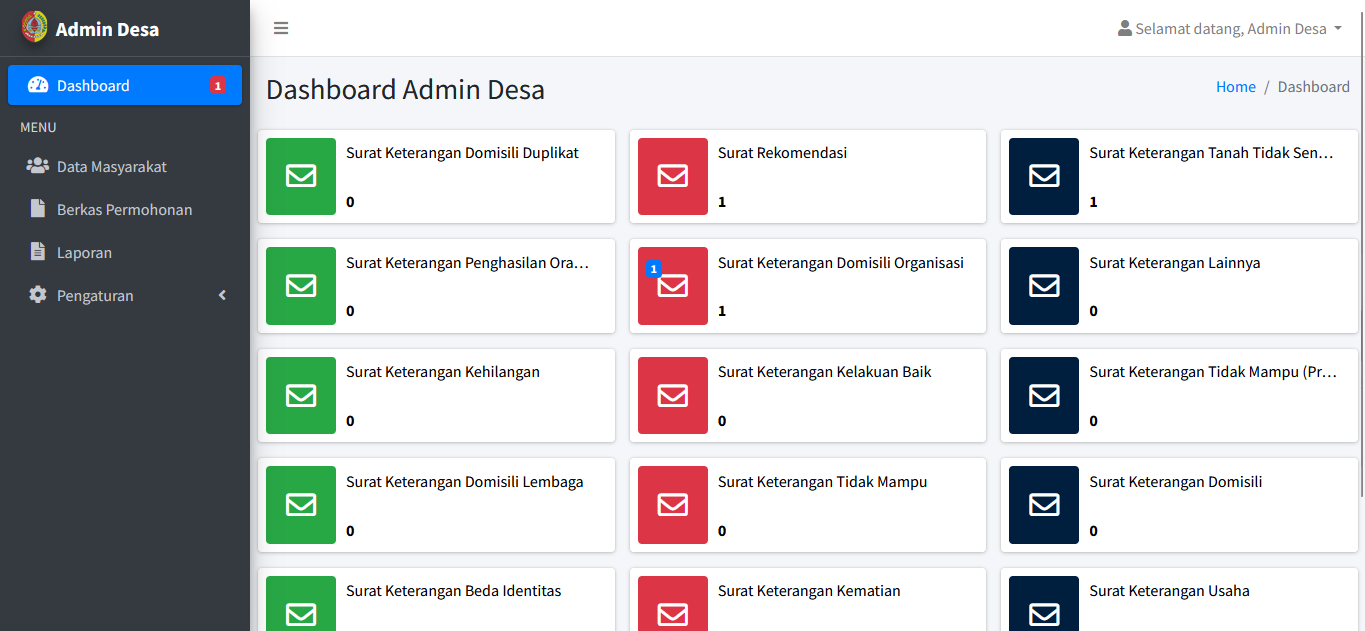 Admin Desa
Selamat datang, Admin Desa
Dashboard 1
MENU
Data Masyarakat
Berkas Permohonan
Laporan
Pengaturan
Dashboard Admin Desa
Home / Dashboard
Surat Keterangan Domisili Duplikat
0
Surat Rekomendasi
1
Surat Keterangan Tanah Tidak Sen...
1
Surat Keterangan Penghasilan Ora...
0
1
Surat Keterangan Domisili Organisasi
1
Surat Keterangan Lainnya
0
Surat Keterangan Kehilangan
0
Surat Keterangan Kelakuan Baik
0
Surat Keterangan Tidak Mampu (Pr...
0
Surat Keterangan Domisili Lembaga
0
Surat Keterangan Tidak Mampu
0
Surat Keterangan Domisili
0
Surat Keterangan Beda Identitas
Surat Keterangan Kematian
Surat Keterangan Usaha